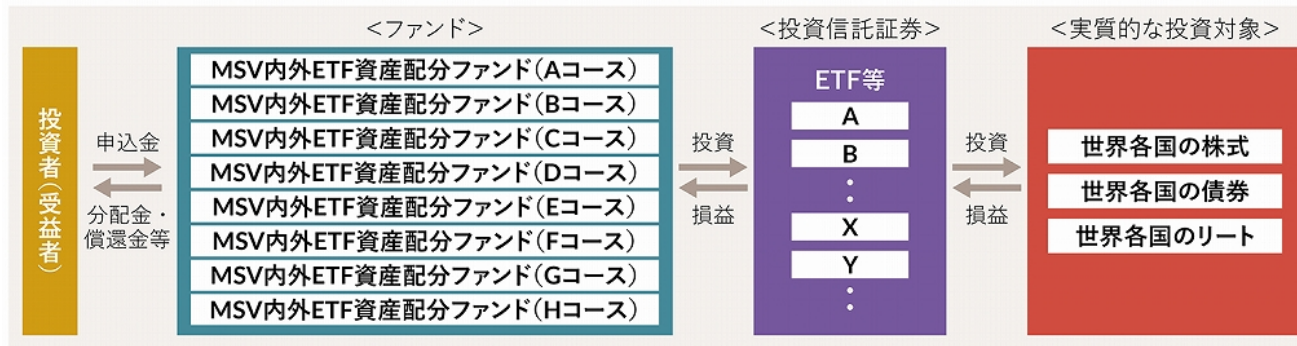 ＜ファンド＞
＜投資信託証券＞
＜実質的な投資対象＞
投資者(受益者)
申込金
分配金・
償還金等
MSV内外ETF資産配分ファンド(Aコース)
MSV内外ETF資産配分ファンド(Bコース)
MSV内外ETF資産配分ファンド(Cコース)
MSV内外ETF資産配分ファンド(Dコース)
MSV内外ETF資産配分ファンド(Eコース)
MSV内外ETF資産配分ファンド(Fコース)
MSV内外ETF資産配分ファンド(Gコース)
MSV内外ETF資産配分ファンド(Hコース)
投資
損益
ETF等
A
B
：
X
Y
：
投資
損益
世界各国の株式
世界各国の債券
世界各国のリート